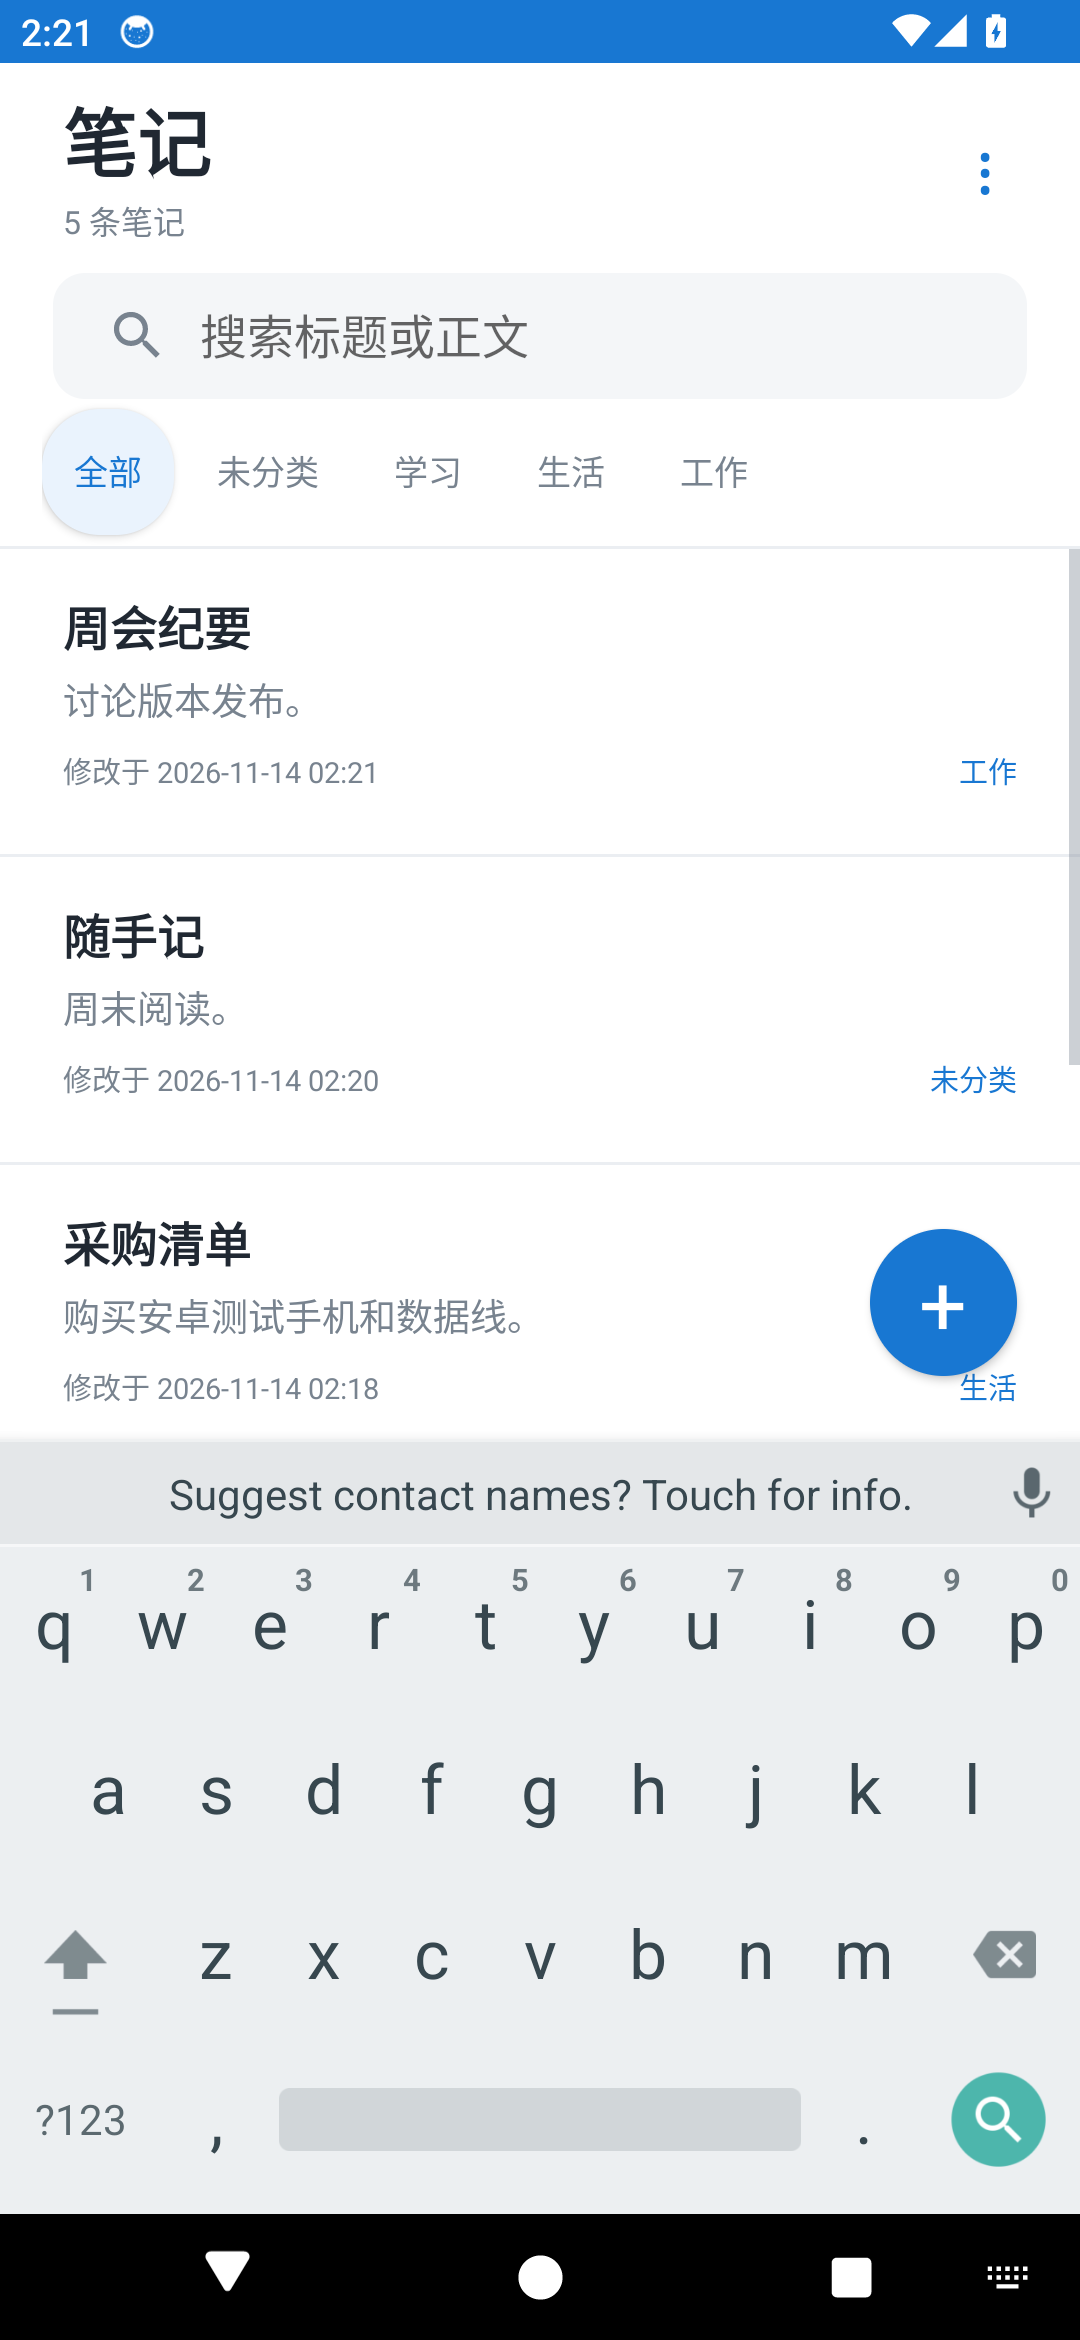 2:21
笔记
5 条笔记
搜索标题或正文
全部 未分类 学习 生活 工作
周会纪要
讨论版本发布。
修改于 2026-11-14 02:21 工作
随手记
周末阅读。
修改于 2026-11-14 02:20 未分类
采购清单
购买安卓测试手机和数据线。
+
修改于 2026-11-14 02:18 生活
Suggest contact names? Touch for info.
1 2 3 4 5 6 7 8 9 0
q w e r t y u i o p
a s d f g h j k l
z x c v b n m
?123 , .